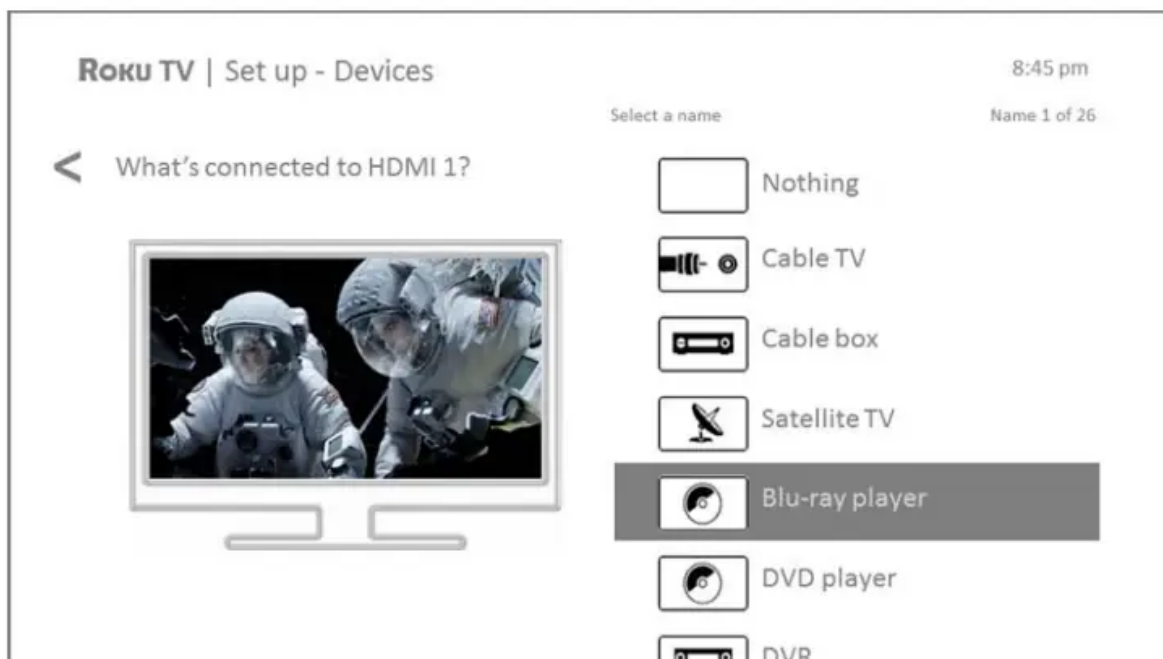 ROKU TV | Set up - Devices
8:45 pm
Select a name
Name 1 of 26
< What's connected to HDMI 1?
Nothing
Cable TV
Cable box
Satellite TV
Blu-ray player
DVD player
DVR